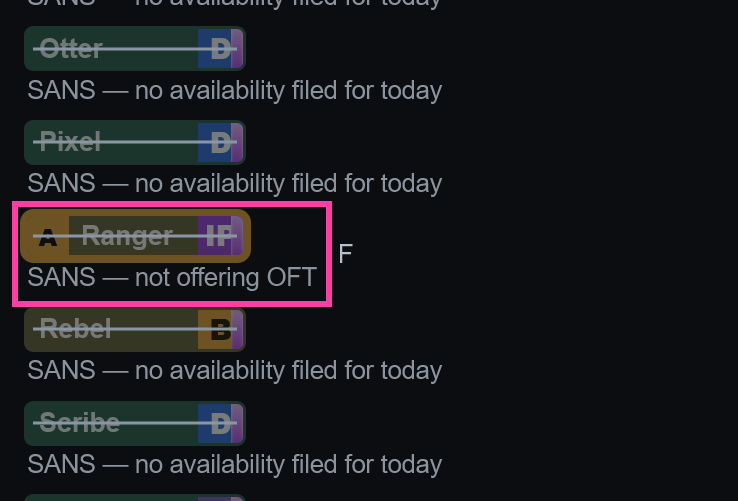 SANS — no availability filed for today
Otter D
SANS — no availability filed for today
Pixel D
SANS — no availability filed for today
A Ranger IP
F
SANS — not offering OFT
Rebel B
SANS — no availability filed for today
Scribe D
SANS — no availability filed for today